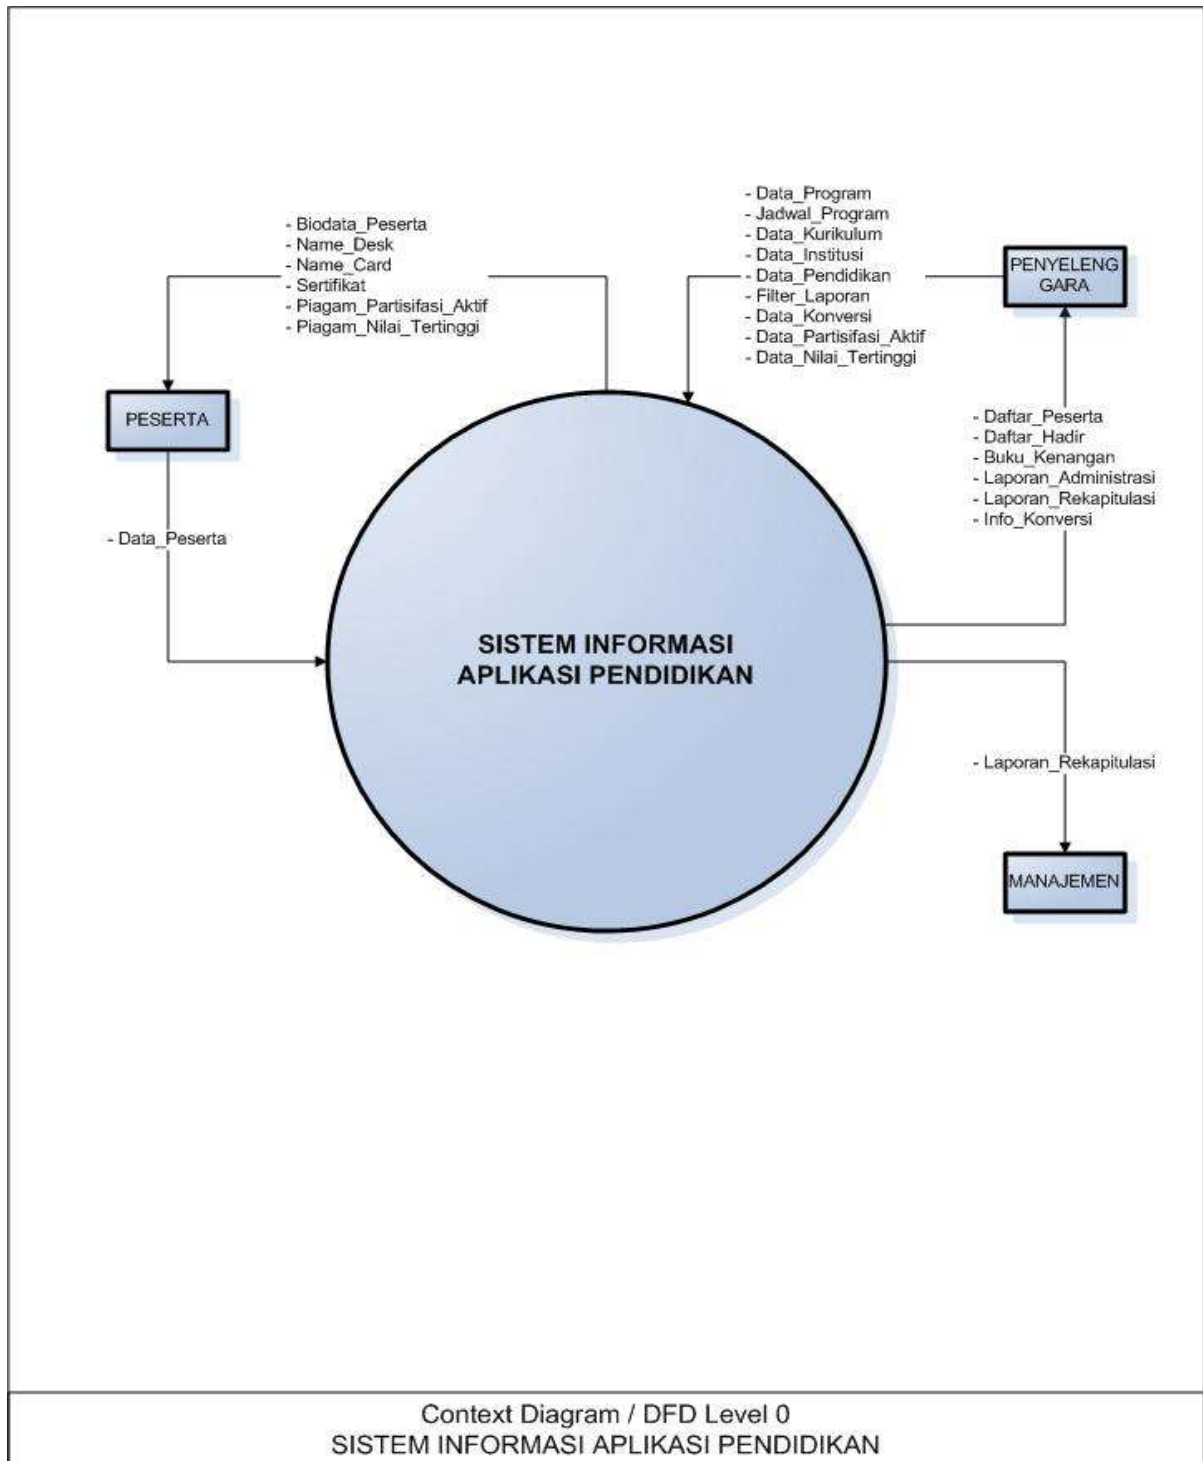 - Data_Program
- Jadwal_Program
- Data_Kurikulum
- Data_Institusi
- Data_Pendidikan
- Filter_Laporan
- Data_Konversi
- Data_Partisifasi_Aktif
- Data_Nilai_Tertinggi
- Biodata_Peserta
- Name_Desk
- Name_Card
- Sertifikat
- Piagam_Partisifasi_Aktif
- Piagam_Nilai_Tertinggi
PENYELENG
GARA
PESERTA
- Daftar_Peserta
- Daftar_Hadir
- Buku_Kenangan
- Laporan_Administrasi
- Laporan_Rekapitulasi
- Info_Konversi
- Data_Peserta
SISTEM INFORMASI
APLIKASI PENDIDIKAN
- Laporan_Rekapitulasi
MANAJEMEN
Context Diagram / DFD Level 0
SISTEM INFORMASI APLIKASI PENDIDIKAN